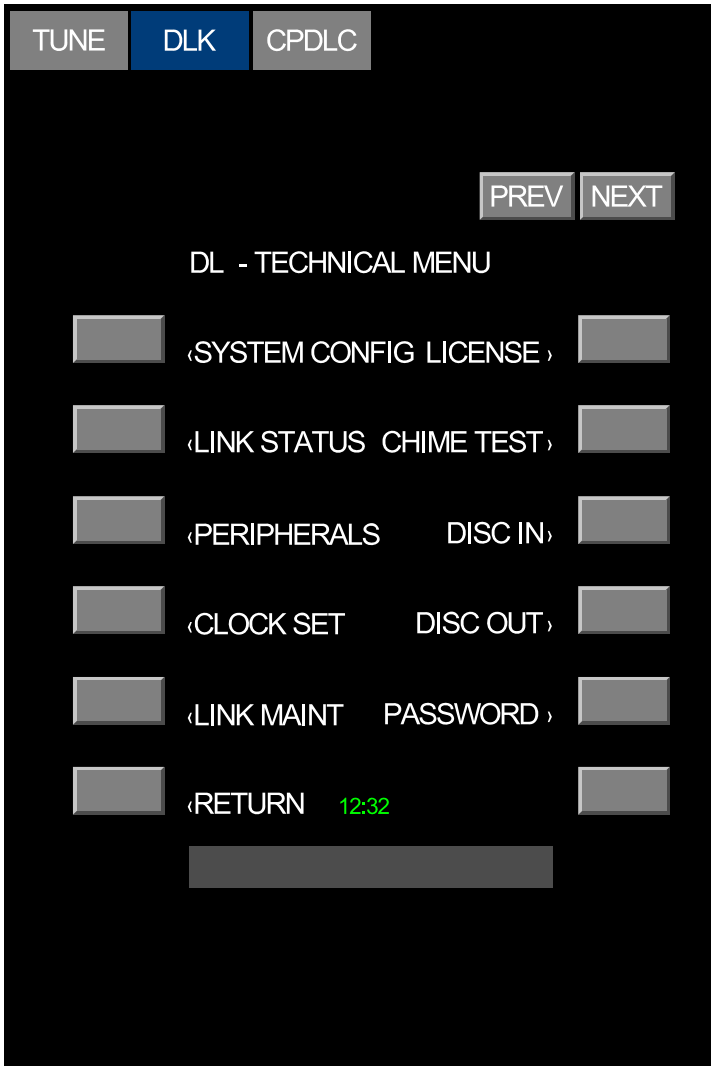 TUNE DLK CPDLC
PREV NEXT
DL - TECHNICAL MENU
‹SYSTEM CONFIG LICENSE ›
‹LINK STATUS CHIME TEST ›
‹PERIPHERALS DISC IN›
‹CLOCK SET DISC OUT ›
‹LINK MAINT PASSWORD ›
‹RETURN 12:32